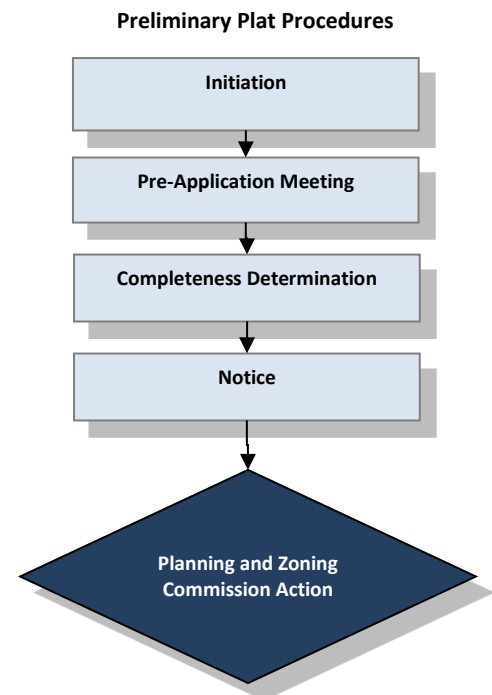 Preliminary Plat Procedures
Initiation
Pre-Application Meeting
Completeness Determination
Notice
Planning and Zoning
Commission Action